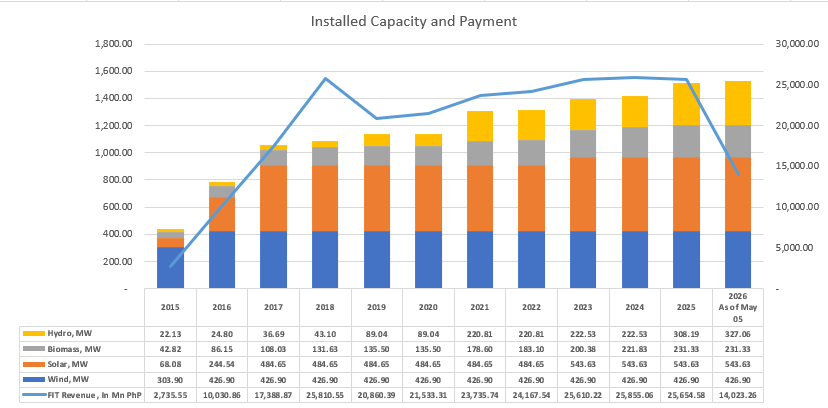 Installed Capacity and Payment
1,800.00 30,000.00
1,600.00 25,000.00
1,400.00
1,200.00 20,000.00
1,000.00 15,000.00
800.00
600.00 10,000.00
400.00 5,000.00
200.00
- -
2015 2016 2017 2018 2019 2020 2021 2022 2023 2024 2025 2026 As of May 05
Hydro, MW 22.13 24.80 36.69 43.10 89.04 89.04 220.81 220.81 222.53 222.53 308.19 327.06
Biomass, MW 42.82 86.15 108.03 131.63 135.50 135.50 178.60 183.10 200.38 221.83 231.33 231.33
Solar, MW 68.08 244.54 484.65 484.65 484.65 484.65 484.65 484.65 543.63 543.63 543.63 543.63
Wind, MW 303.90 426.90 426.90 426.90 426.90 426.90 426.90 426.90 426.90 426.90 426.90 426.90
FIT Revenue, In Mn PhP 2,735.55 10,030.86 17,388.87 25,810.55 20,860.39 21,533.31 23,735.74 24,167.54 25,610.22 25,855.06 25,654.58 14,023.26